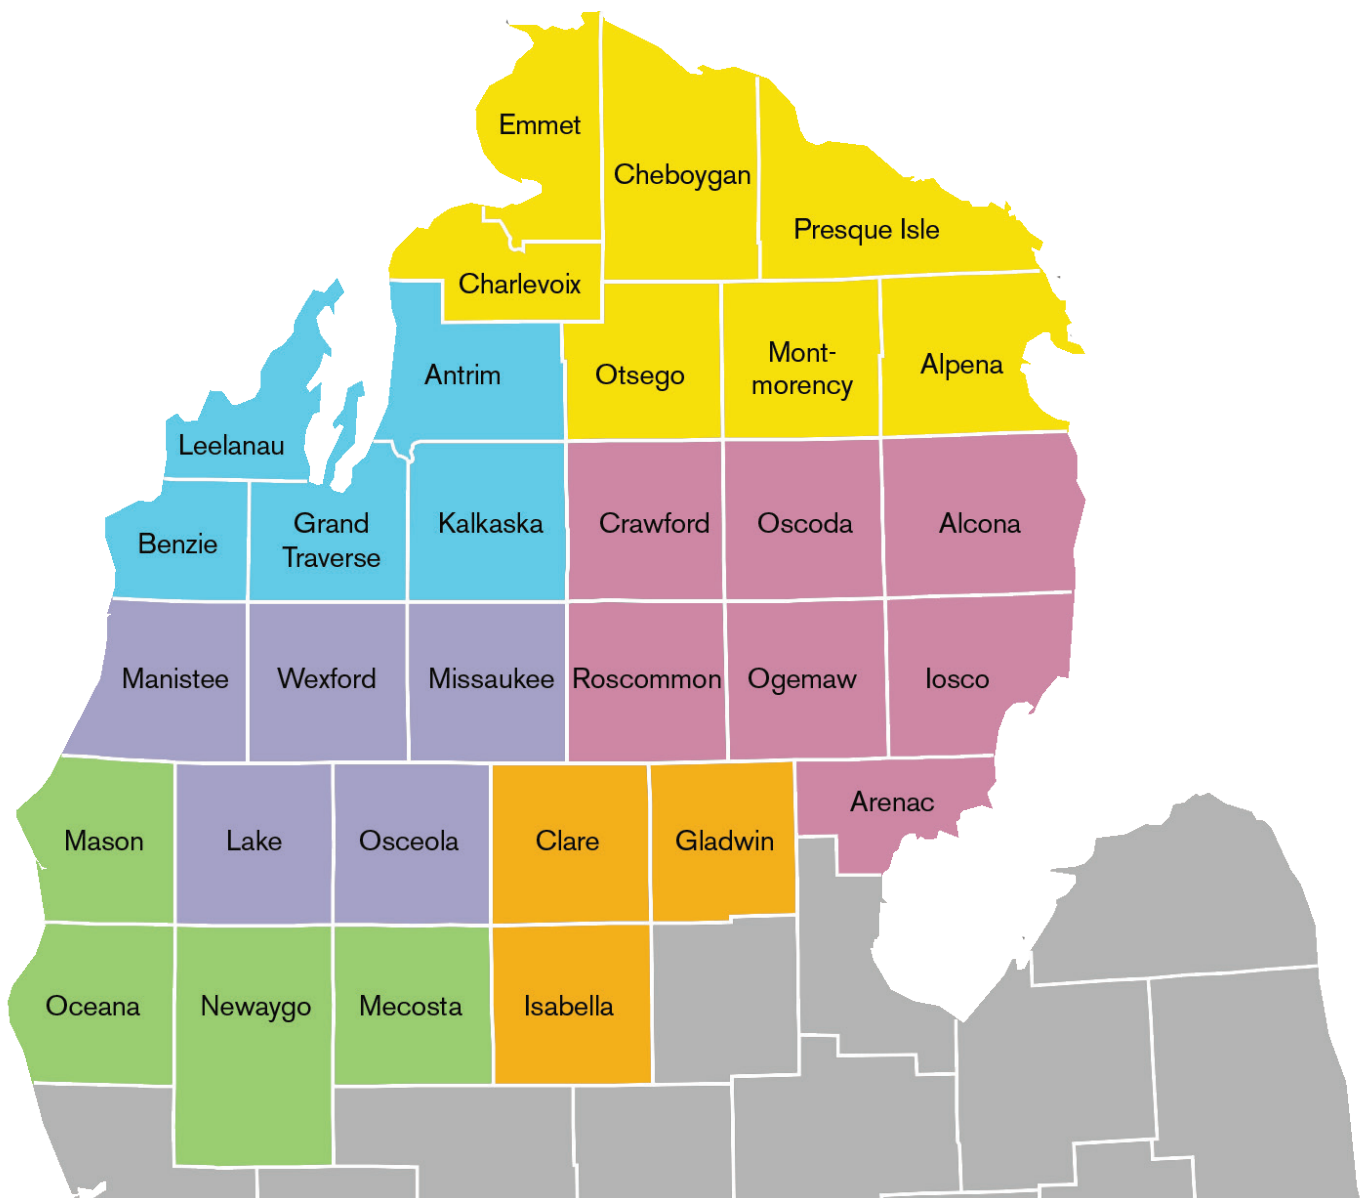 Emmet
Cheboygan
Presque Isle
Charlevoix
Antrim
Otsego
Mont-
morency
Alpena
Leelanau
Benzie
Grand
Traverse
Kalkaska
Crawford
Oscoda
Alcona
Manistee
Wexford
Missaukee
Roscommon
Ogemaw
Iosco
Mason
Lake
Osceola
Clare
Gladwin
Arenac
Oceana
Newaygo
Mecosta
Isabella